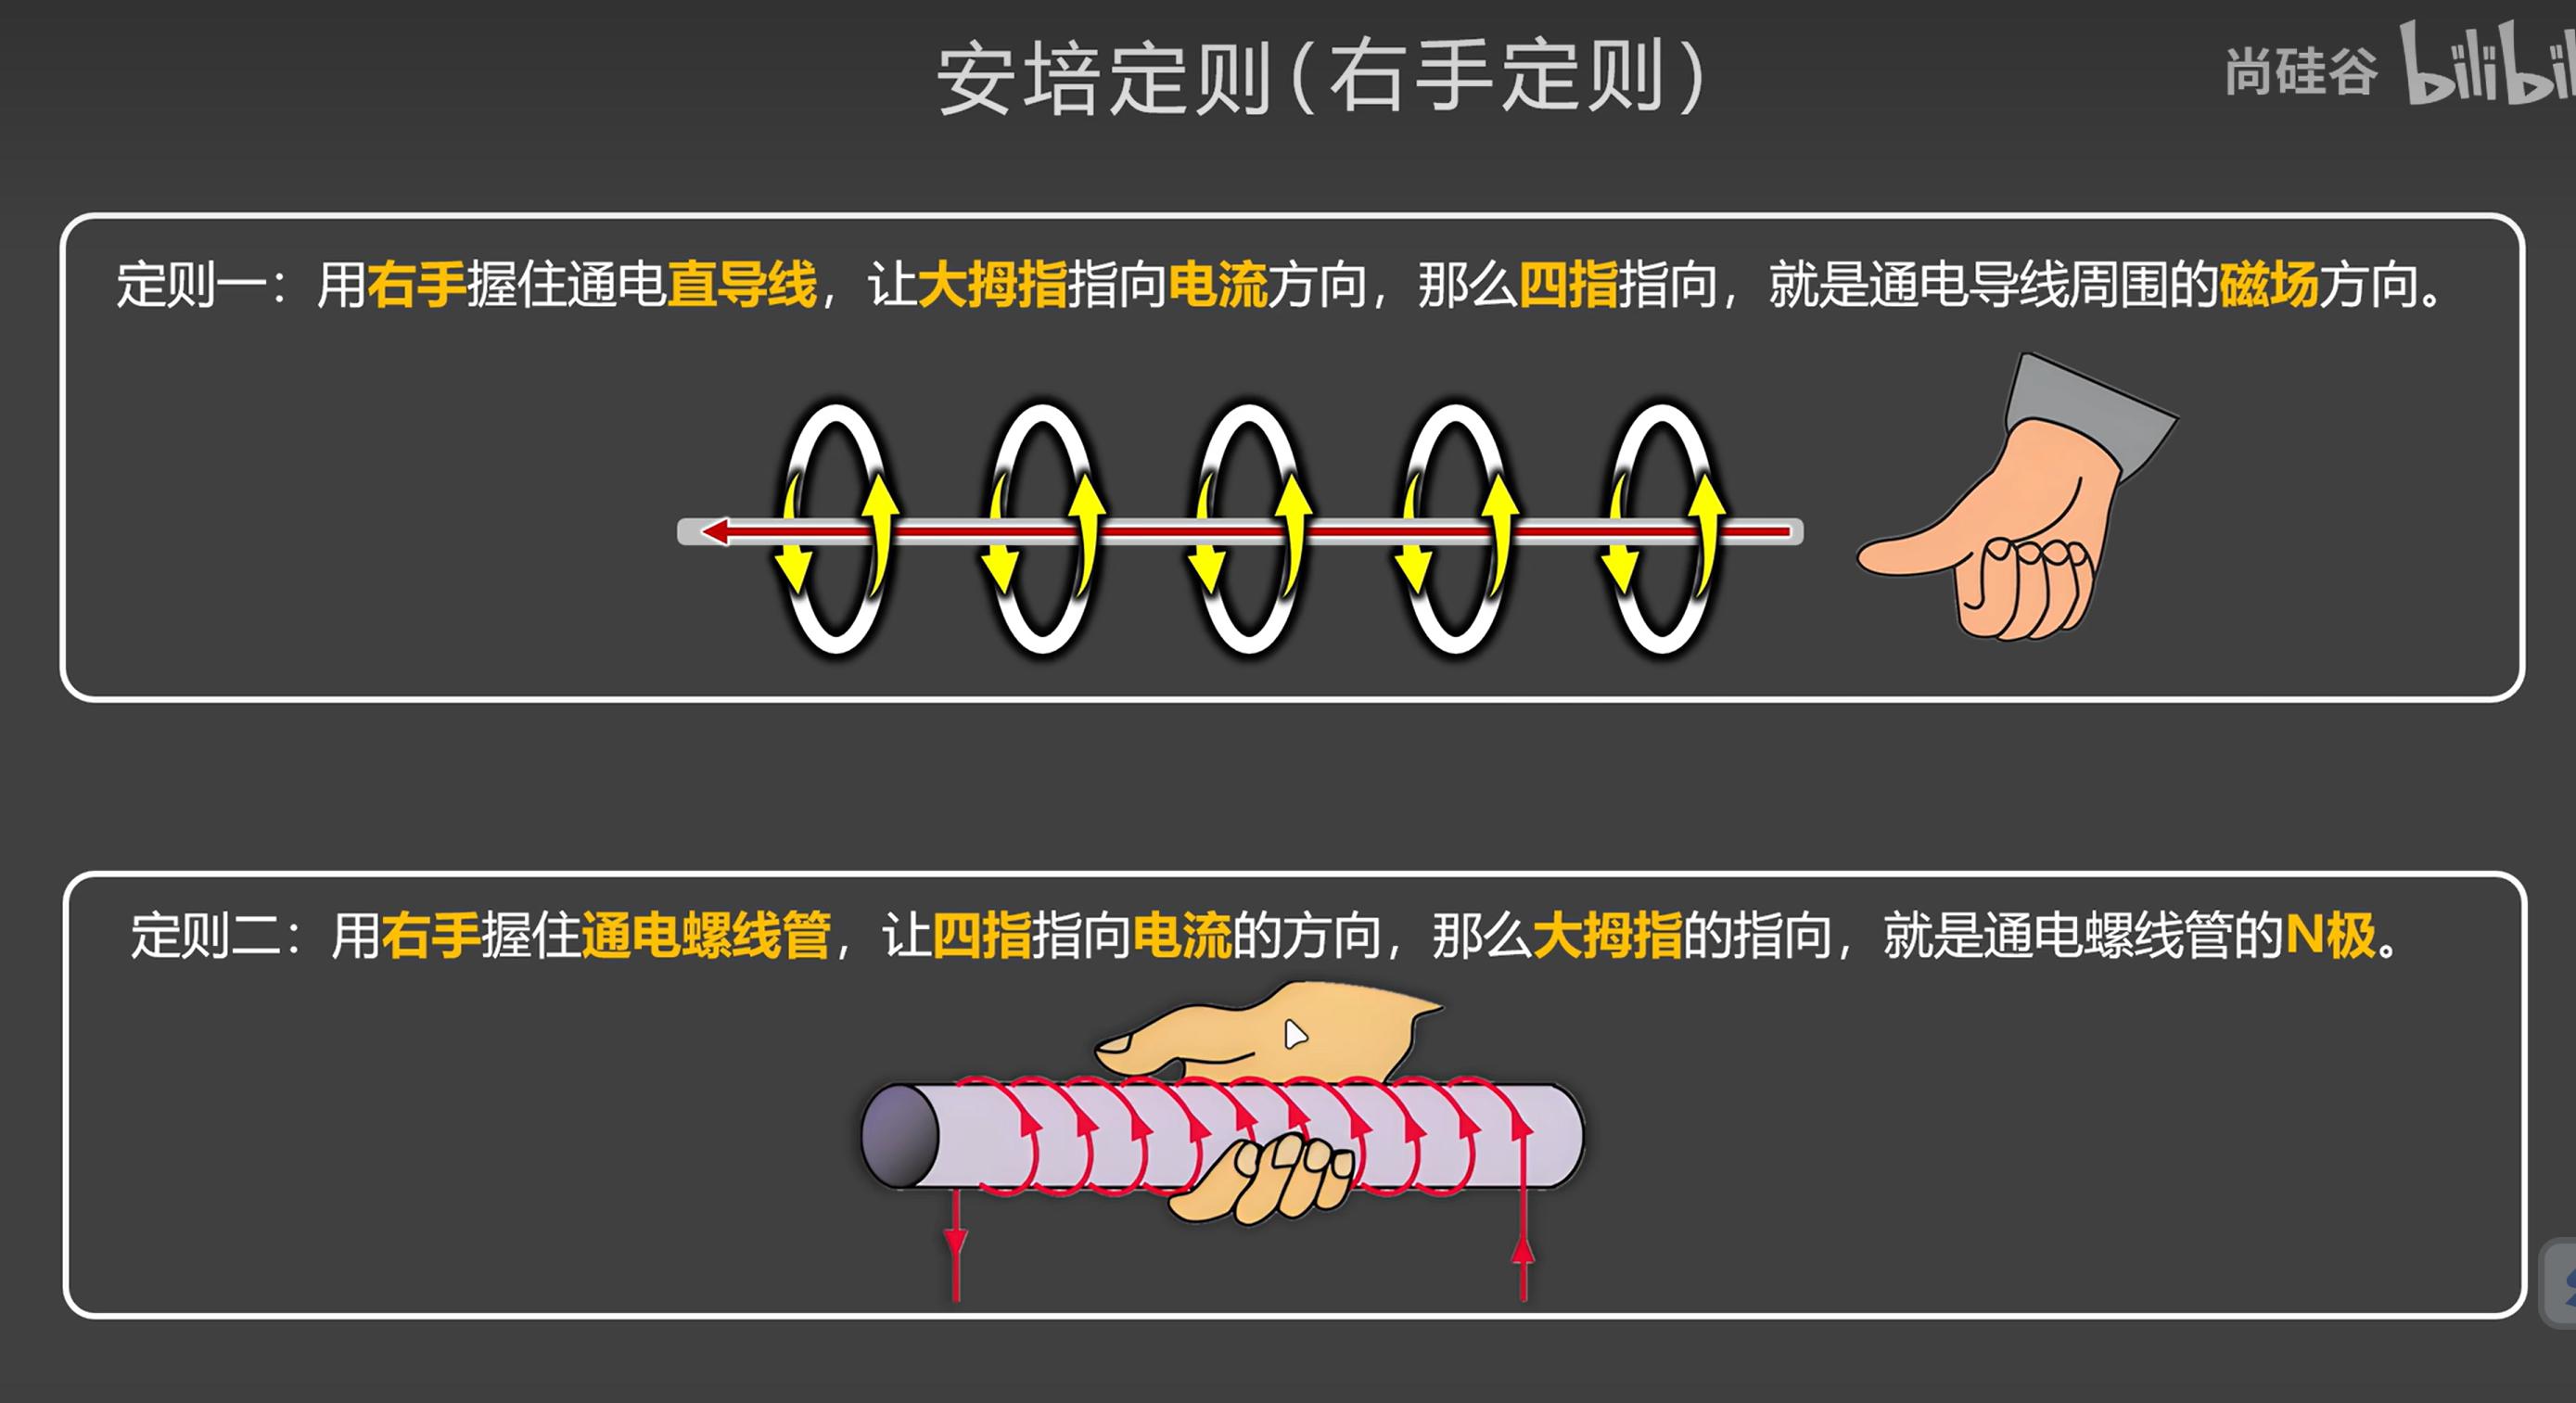 安培定则(右手定则)
尚硅谷 bilibil
定则一：用右手握住通电直导线，让大拇指指向电流方向，那么四指指向，就是通电导线周围的磁场方向。
定则二：用右手握住通电螺线管，让四指指向电流的方向，那么大拇指的指向，就是通电螺线管的N极。